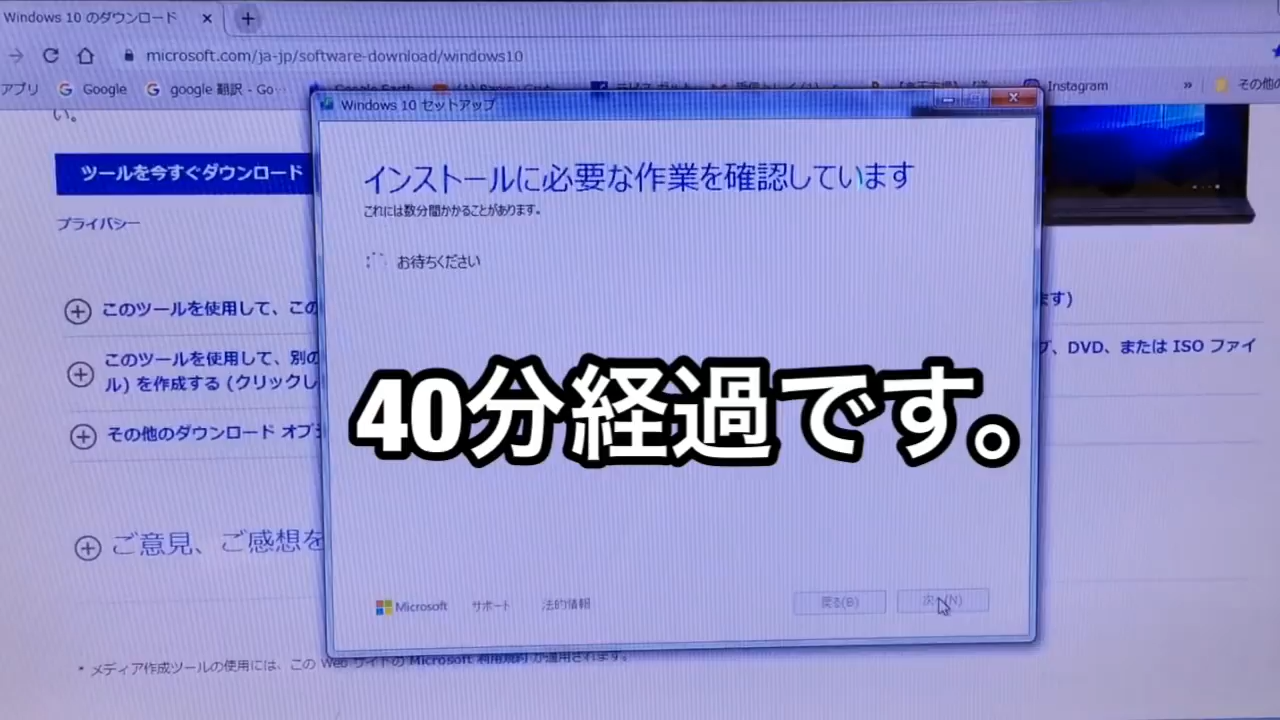 Windows 10 のダウンロード
microsoft.com/ja-jp/software-download/windows10
アプリ Google google 翻訳 - Go Instagram » その他の
い。
Windows 10 セットアップ
ツールを今すぐダウンロード
プライバシー
インストールに必要な作業を確認しています
これには数分間かかることがあります。
お待ちください
このツールを使用して、この
ます)
このツールを使用して、別の
ル) を作成する (クリックし
ブ、DVD、または ISO ファイ
その他のダウンロード オプシ
40分経過です。
ご意見、ご感想を
Microsoft サポート 法的情報 戻る(B) 次へ(N)
* メディア作成ツールの使用には、この Web サイトの Microsoft 利用規約 が適用されます。